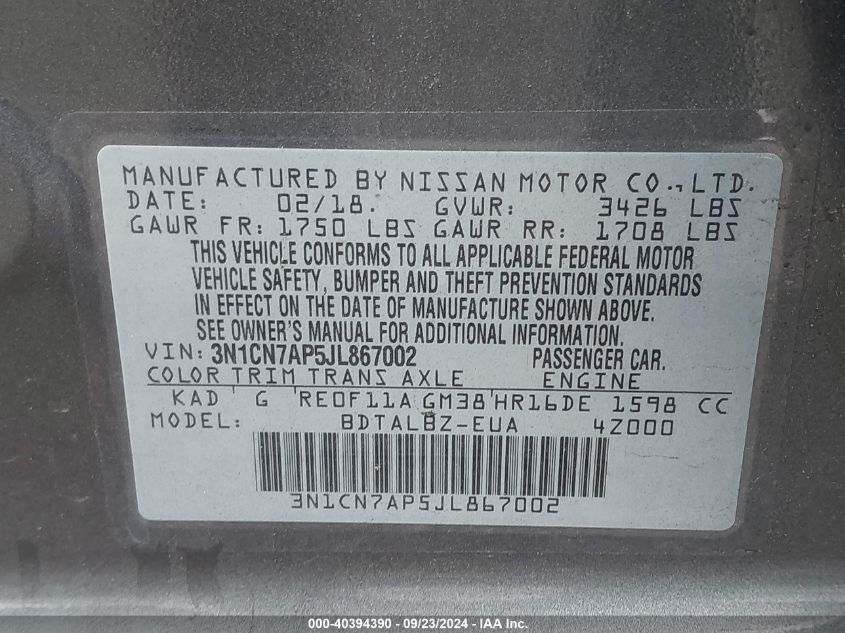 MANUFACTURED BY NISSAN MOTOR CO., LTD.
DATE: 02/18. GVWR: 3426 LBS
GAWR FR: 1750 LBS GAWR RR: 1708 LBS
THIS VEHICLE CONFORMS TO ALL APPLICABLE FEDERAL MOTOR
VEHICLE SAFETY, BUMPER AND THEFT PREVENTION STANDARDS
IN EFFECT ON THE DATE OF MANUFACTURE SHOWN ABOVE.
SEE OWNER'S MANUAL FOR ADDITIONAL INFORMATION.
VIN: 3N1CN7AP5JL867002 PASSENGER CAR.
COLOR TRIM TRANS AXLE ENGINE
KAD G RE0F11A GM38 HR16DE 1598 CC
MODEL: BDTALBZ-EUA 4Z000
3N1CN7AP5JL867002
000-40394390 - 09/23/2024 - IAA Inc.